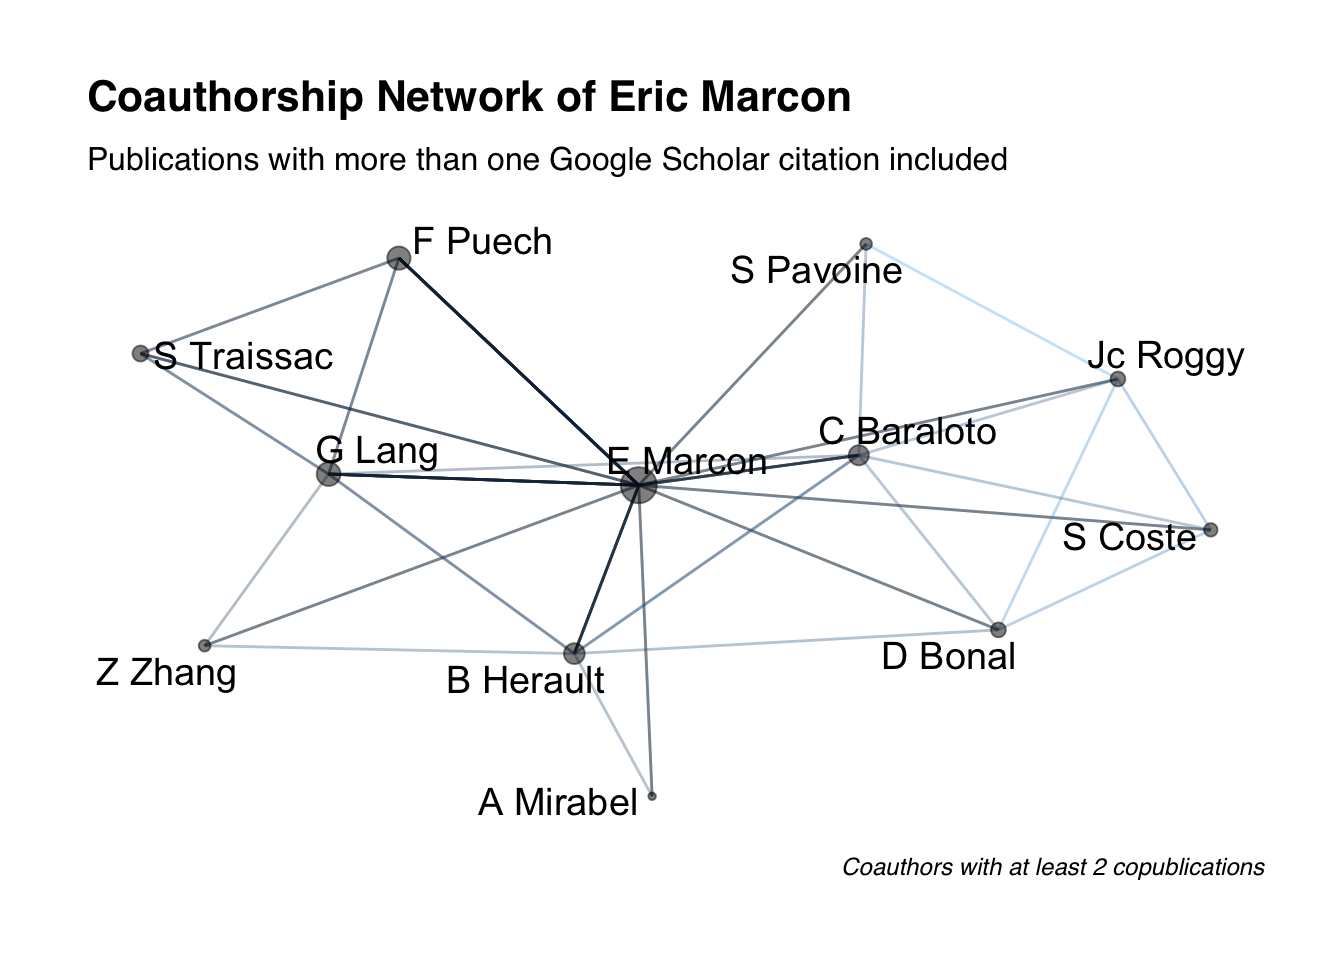 Coauthorship Network of Eric Marcon
Publications with more than one Google Scholar citation included
F Puech
S Pavoine
S Traissac
Jc Roggy
G Lang
E Marcon
C Baraloto
S Coste
Z Zhang
B Herault
D Bonal
A Mirabel
Coauthors with at least 2 copublications